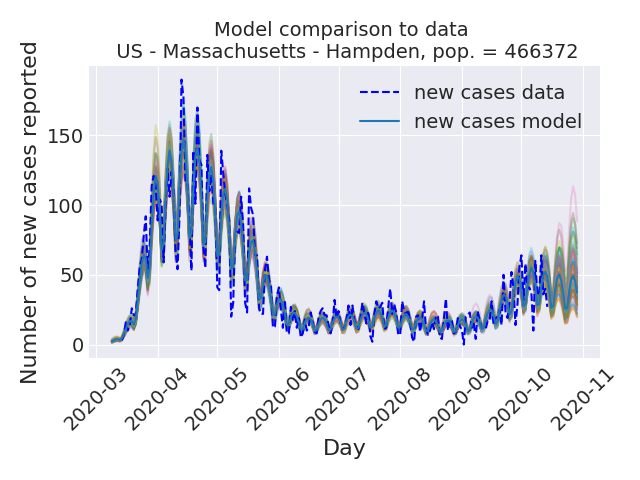 Model comparison to data
US - Massachusetts - Hampden, pop. = 466372
Number of new cases reported
150
100
50
0
new cases data
new cases model
2020-03
2020-04
2020-05
2020-06
2020-07
2020-08
2020-09
2020-10
2020-11
Day